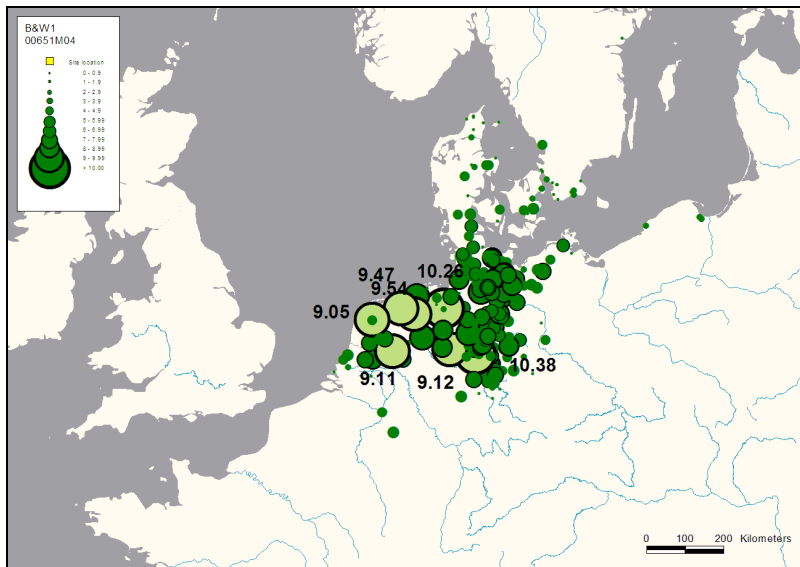 B&W1
00651M04
Site location
0 - 0.9
1 - 1.9
2 - 2.9
3 - 3.9
4 - 4.9
5 - 5.99
6 - 6.99
7 - 7.99
8 - 8.99
9 - 9.99
> 10.00
9.47
10.26
9.54
9.05
9.11
9.12
10.38
0 100 200 Kilometers